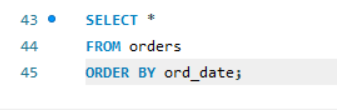 43 SELECT *
44 FROM orders
45 ORDER BY ord_date;